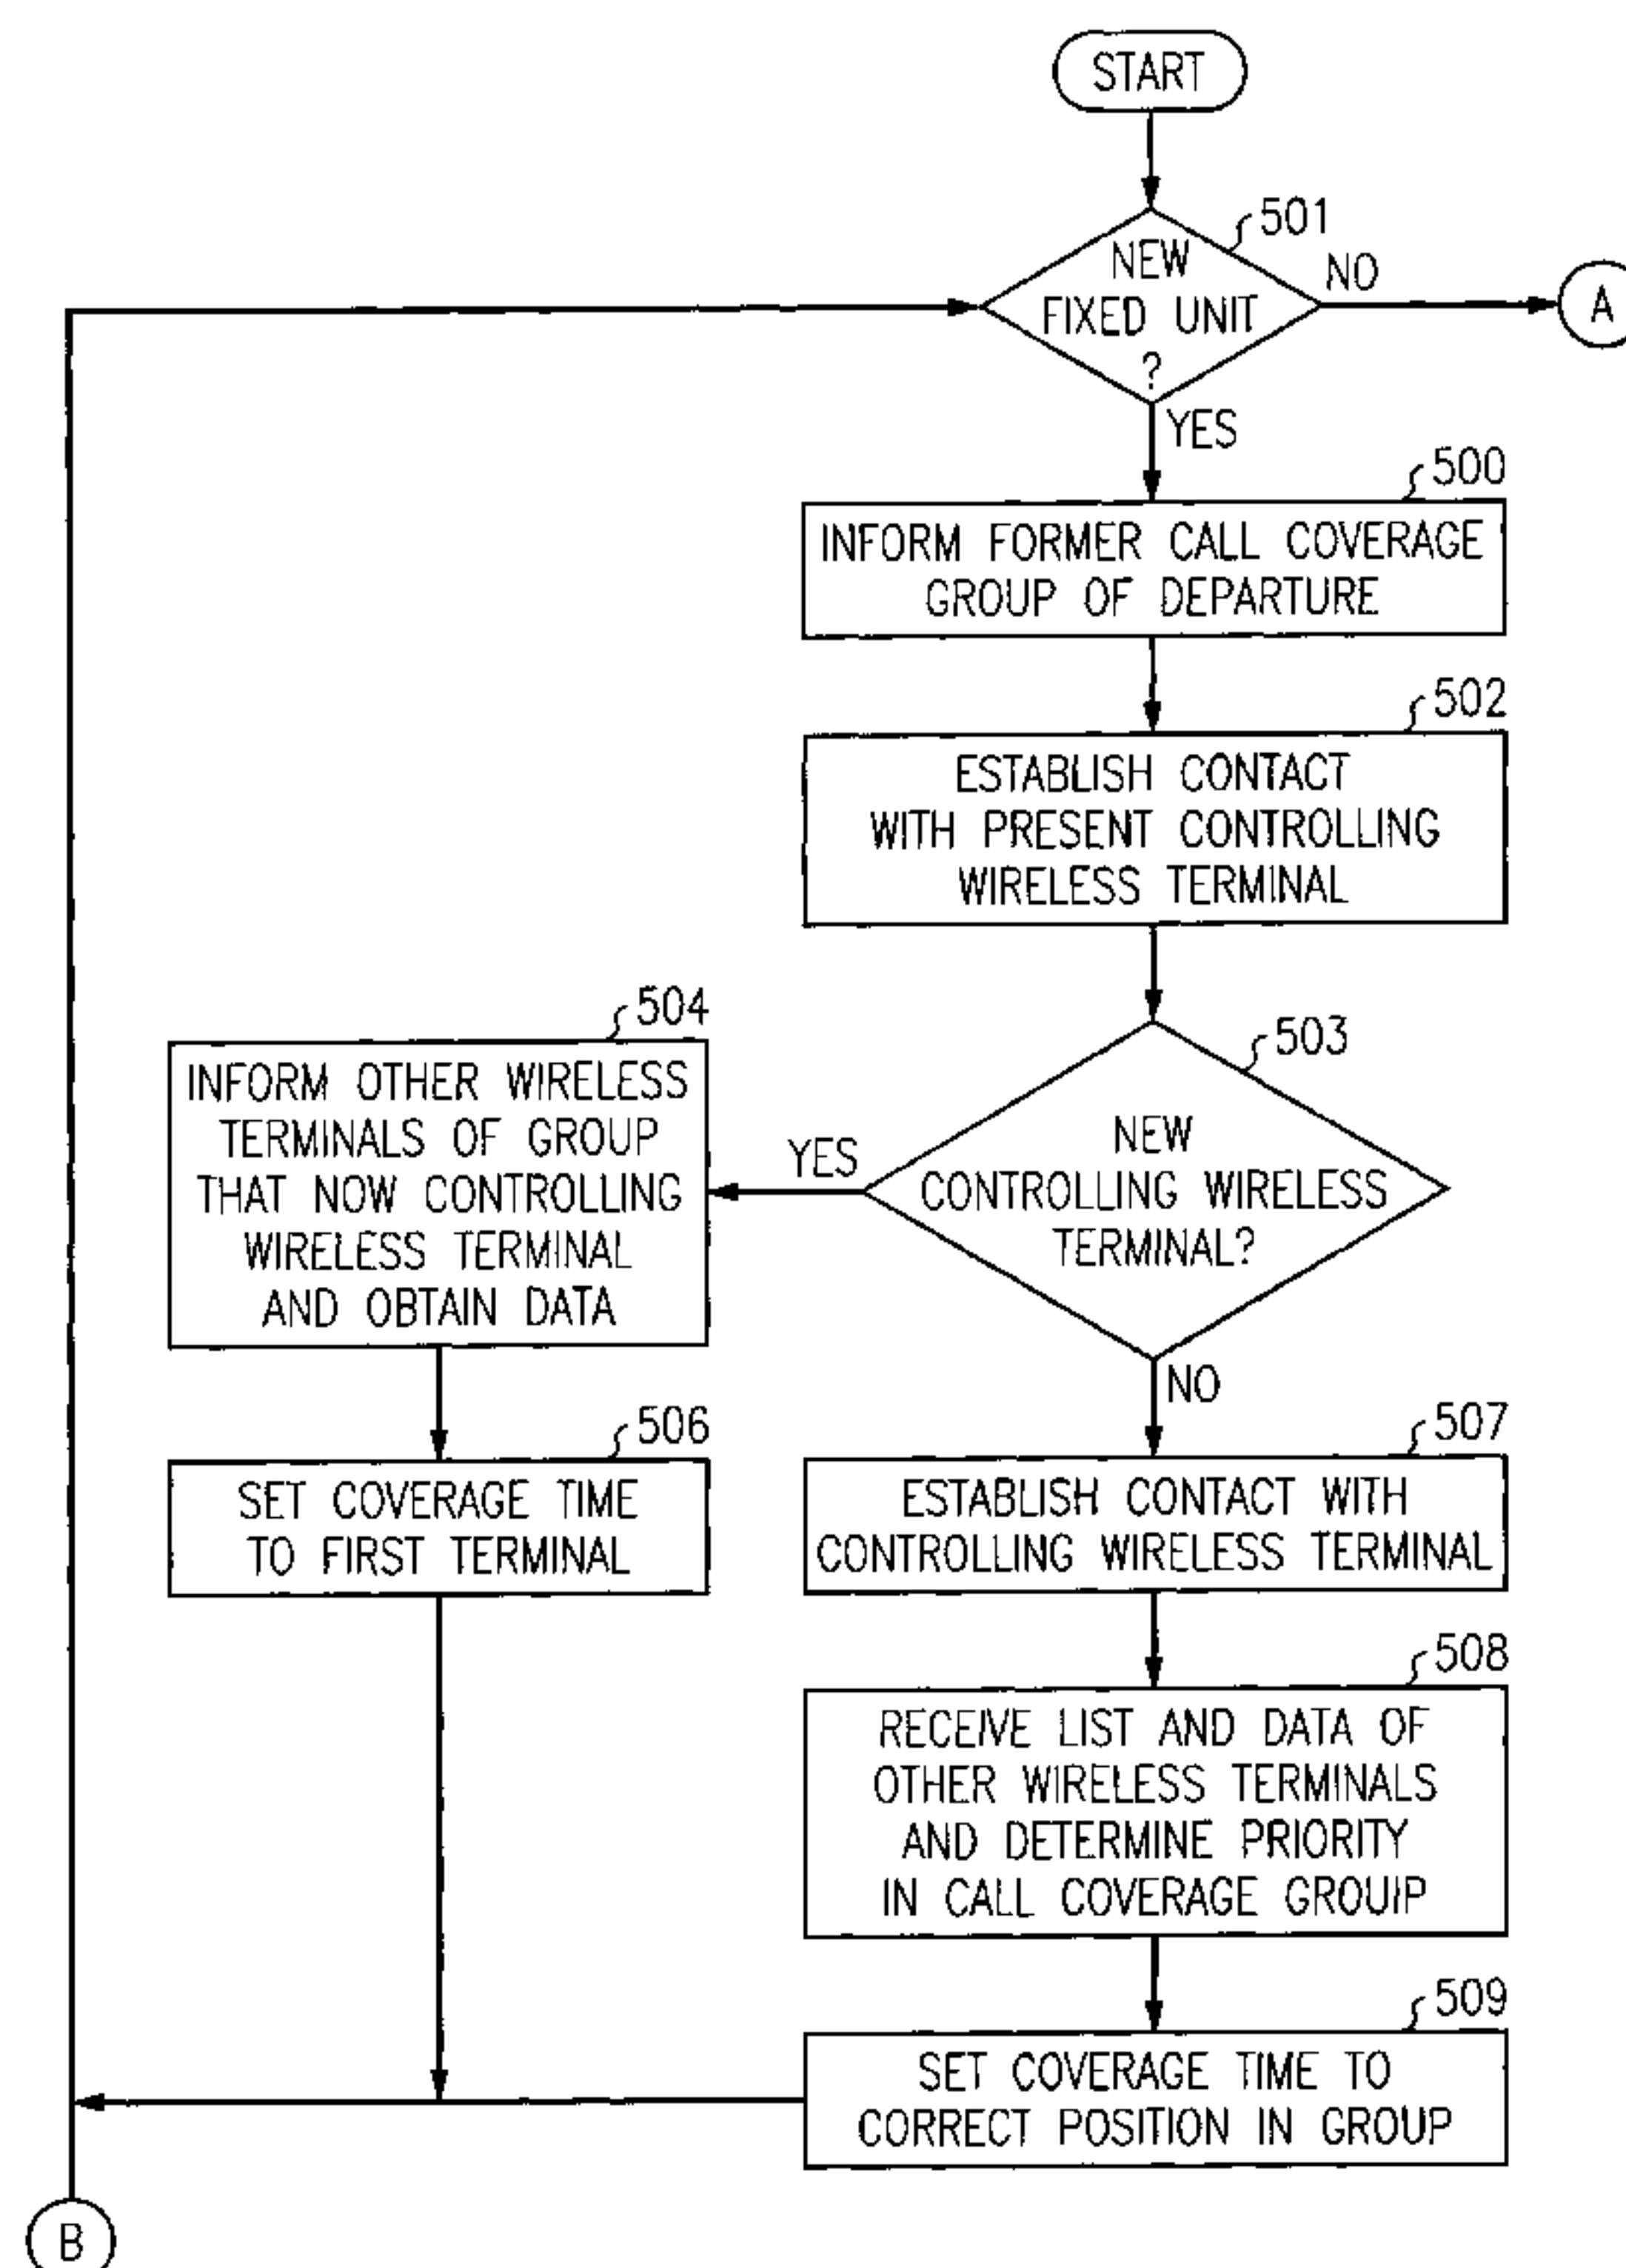 START
501
NEW
FIXED UNIT
?
NO
A
YES
500
INFORM FORMER CALL COVERAGE
GROUP OF DEPARTURE
502
ESTABLISH CONTACT
WITH PRESENT CONTROLLING
WIRELESS TERMINAL
503
NEW
CONTROLLING WIRELESS
TERMINAL?
YES
504
INFORM OTHER WIRELESS
TERMINALS OF GROUP
THAT NOW CONTROLLING
WIRELESS TERMINAL
AND OBTAIN DATA
506
SET COVERAGE TIME
TO FIRST TERMINAL
NO
507
ESTABLISH CONTACT WITH
CONTROLLING WIRELESS TERMINAL
508
RECEIVE LIST AND DATA OF
OTHER WIRELESS TERMINALS
AND DETERMINE PRIORITY
IN CALL COVERAGE GROUIP
509
SET COVERAGE TIME TO
CORRECT POSITION IN GROUP
B